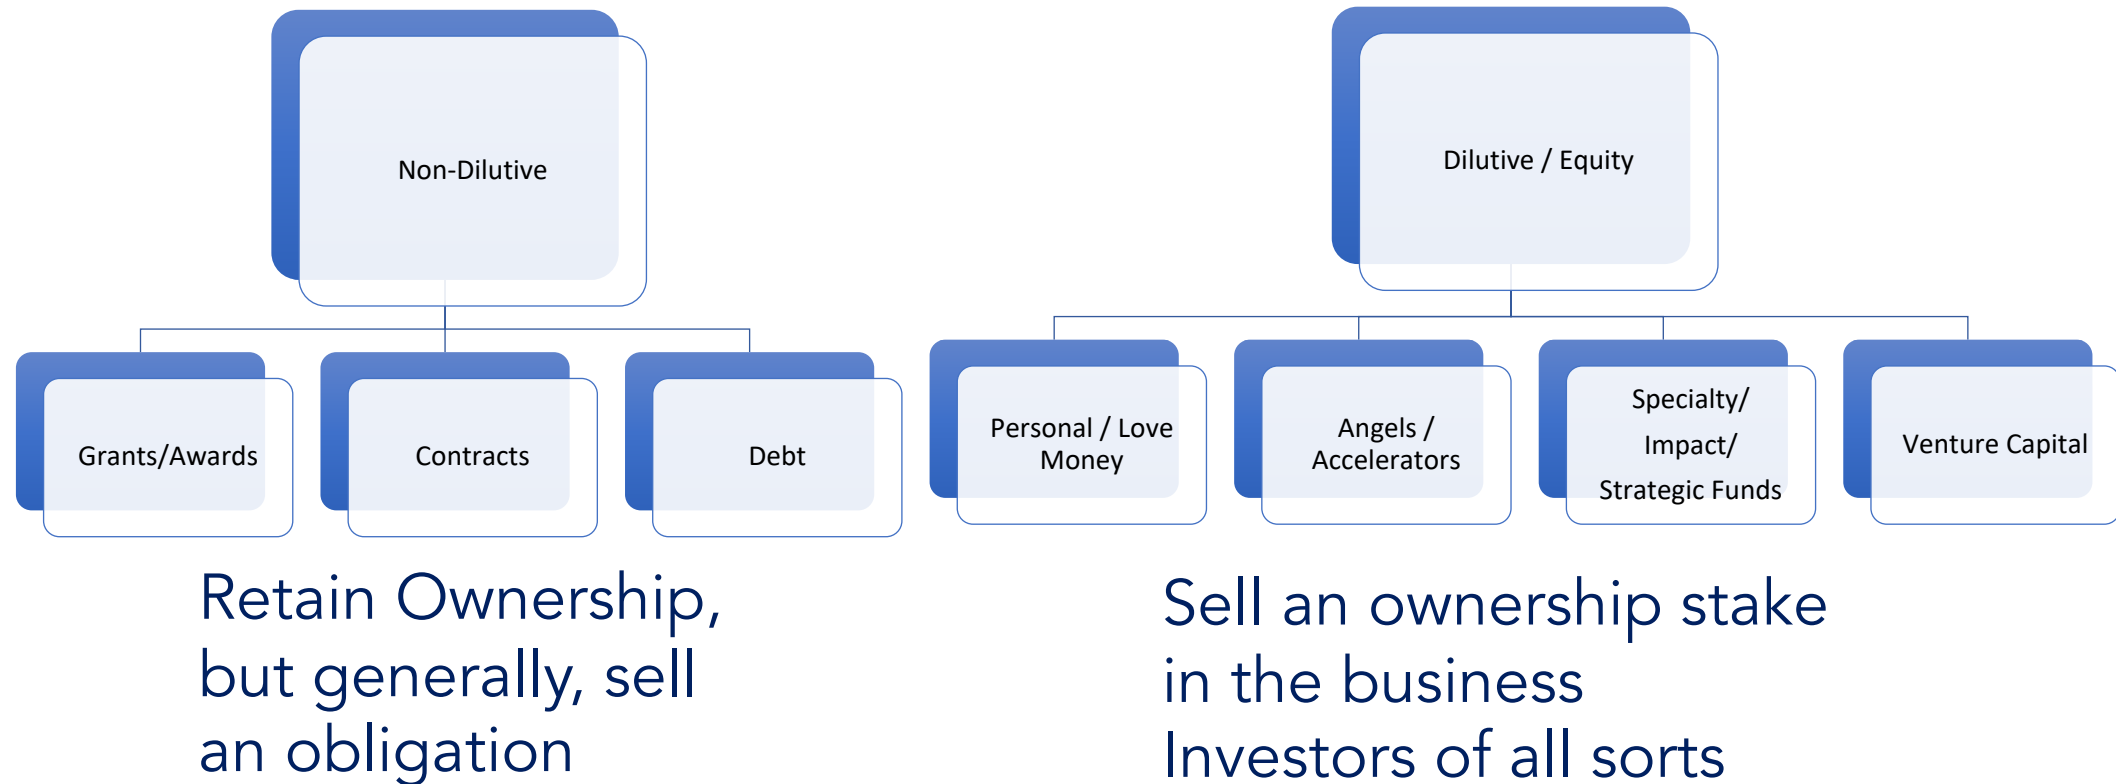 Non-Dilutive
Grants/Awards
Contracts
Debt
Retain Ownership,
but generally, sell
an obligation
Dilutive / Equity
Personal / Love
Money
Angels /
Accelerators
Specialty/
Impact/
Strategic Funds
Venture Capital
Sell an ownership stake
in the business
Investors of all sorts